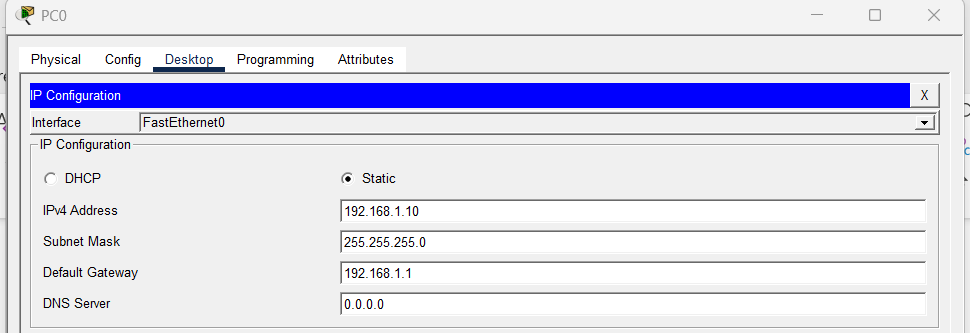 PC0
Physical Config Desktop Programming Attributes
IP Configuration X
Interface FastEthernet0
IP Configuration
DHCP Static
IPv4 Address 192.168.1.10
Subnet Mask 255.255.255.0
Default Gateway 192.168.1.1
DNS Server 0.0.0.0